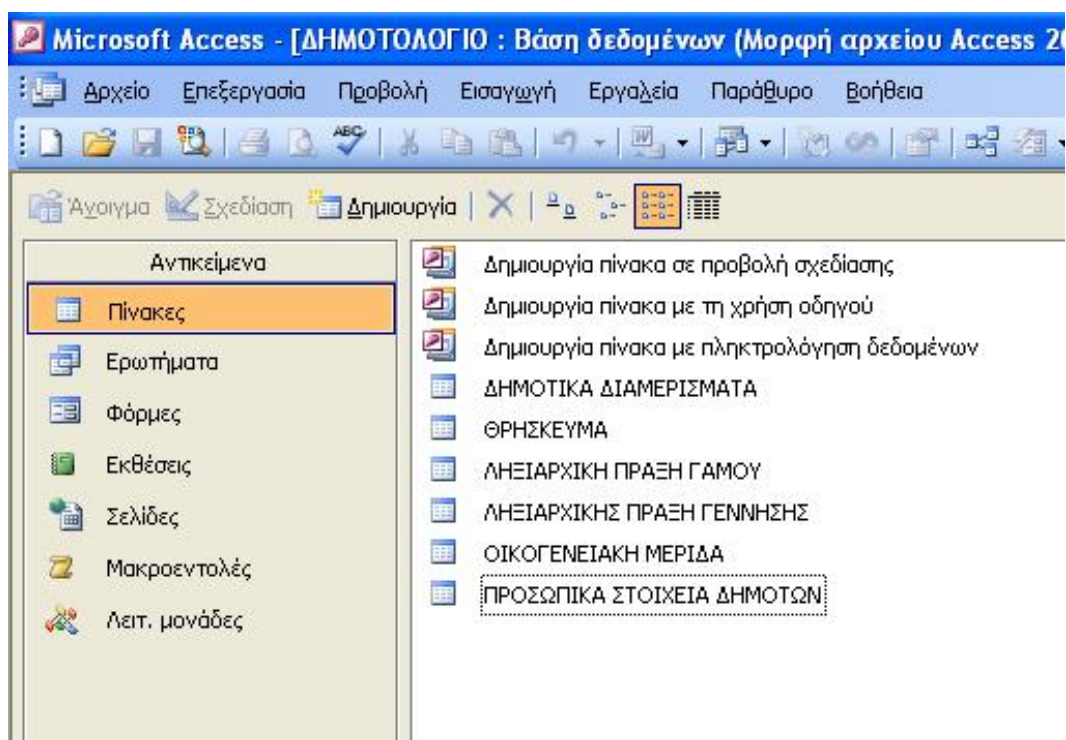 Microsoft Access - [ΔΗΜΟΤΟΛΟΓΙΟ : Βάση δεδομένων (Μορφή αρχείου Access 20
Αρχείο Επεξεργασία Προβολή Εισαγωγή Εργαλεία Παράθυρο Βοήθεια
Άνοιγμα Σχεδίαση Δημιουργία
Αντικείμενα
Πίνακες
Ερωτήματα
Φόρμες
Εκθέσεις
Σελίδες
Μακροεντολές
Λειτ. μονάδες
Δημιουργία πίνακα σε προβολή σχεδίασης
Δημιουργία πίνακα με τη χρήση οδηγού
Δημιουργία πίνακα με πληκτρολόγηση δεδομένων
ΔΗΜΟΤΙΚΑ ΔΙΑΜΕΡΙΣΜΑΤΑ
ΘΡΗΣΚΕΥΜΑ
ΛΗΞΙΑΡΧΙΚΗ ΠΡΑΞΗ ΓΑΜΟΥ
ΛΗΞΙΑΡΧΙΚΗΣ ΠΡΑΞΗ ΓΕΝΝΗΣΗΣ
ΟΙΚΟΓΕΝΕΙΑΚΗ ΜΕΡΙΔΑ
ΠΡΟΣΩΠΙΚΑ ΣΤΟΙΧΕΙΑ ΔΗΜΟΤΩΝ